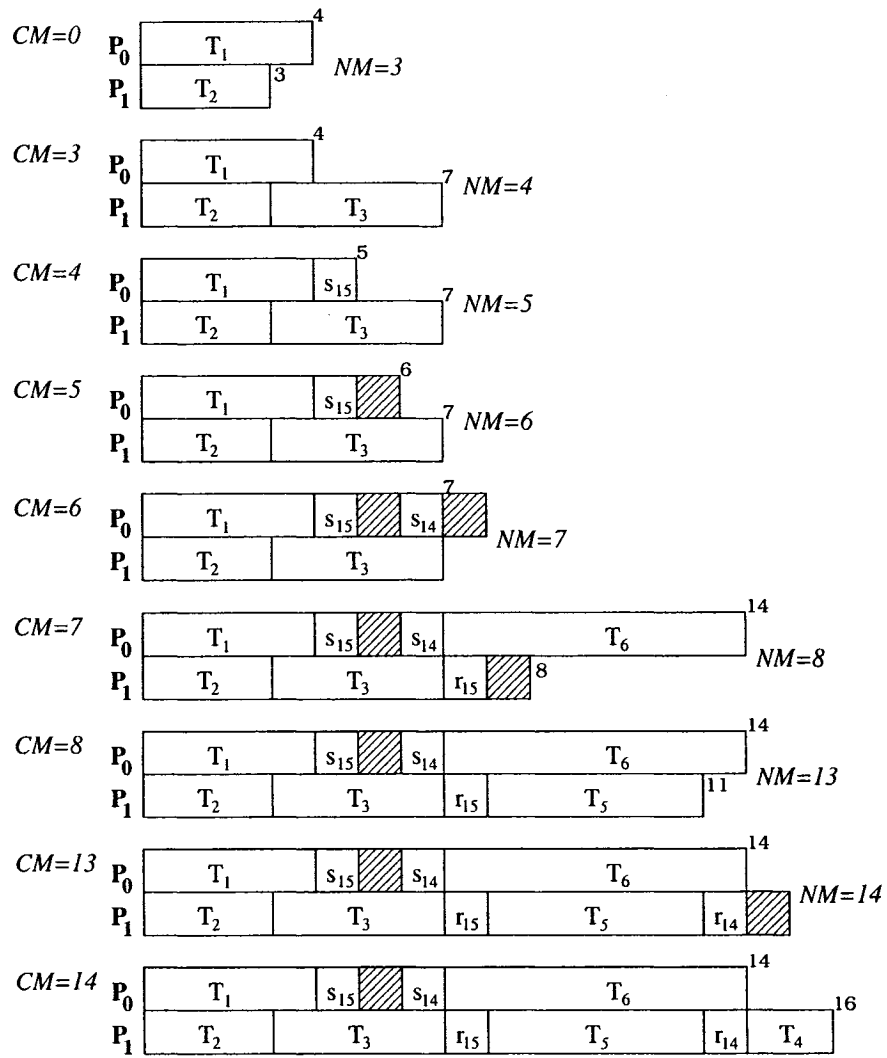 CM=0 P0 T1 4
P1 T2 3 NM=3
CM=3 P0 T1 4
P1 T2 T3 7 NM=4
CM=4 P0 T1 s15 5
P1 T2 T3 7 NM=5
CM=5 P0 T1 s15 6
P1 T2 T3 7 NM=6
CM=6 P0 T1 s15 s14 7
P1 T2 T3 NM=7
CM=7 P0 T1 s15 s14 T6 14
P1 T2 T3 r15 8 NM=8
CM=8 P0 T1 s15 s14 T6 14
P1 T2 T3 r15 T5 11 NM=13
CM=13 P0 T1 s15 s14 T6 14
P1 T2 T3 r15 T5 r14 NM=14
CM=14 P0 T1 s15 s14 T6 14
P1 T2 T3 r15 T5 r14 T4 16